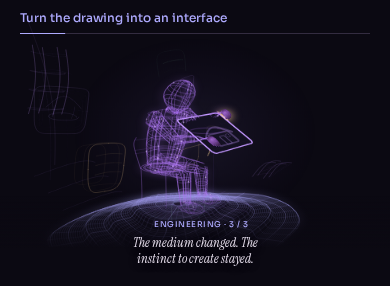 Turn the drawing into an interface
ENGINEERING · 3 / 3
The medium changed. The
instinct to create stayed.